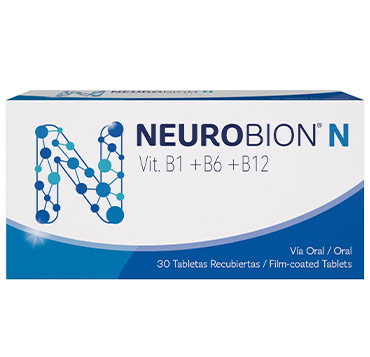 NEUROBION® N
Vit. B1 +B6 +B12
Vía Oral / Oral
30 Tabletas Recubiertas / Film-coated Tablets